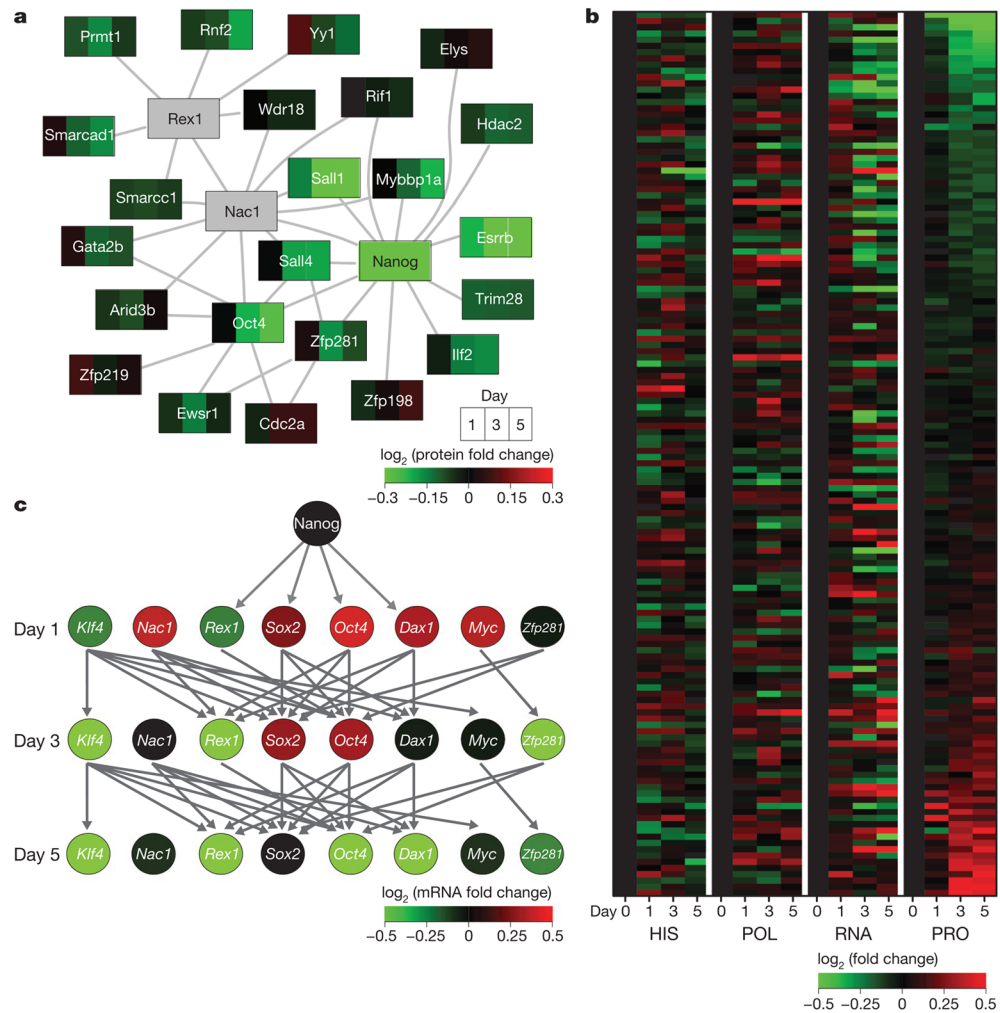 a
Prmt1
Rnf2
Yy1
Elys
Rex1
Wdr18
Rif1
Smarcad1
Hdac2
Smarcc1
Sall1
Mybbp1a
Nac1
Gata2b
Sall4
Nanog
Esrrb
Arid3b
Oct4
Trim28
Zfp281
Ilf2
Zfp219
Ewsr1
Cdc2a
Zfp198
Day
1 3 5
log2 (protein fold change)
−0.3 −0.15 0 0.15 0.3
b
Day 0 1 3 5 0 1 3 5 0 1 3 5 0 1 3 5
HIS POL RNA PRO
log2 (fold change)
−0.5 −0.25 0 0.25 0.5
c
Nanog
Day 1 Klf4 Nac1 Rex1 Sox2 Oct4 Dax1 Myc Zfp281
Day 3 Klf4 Nac1 Rex1 Sox2 Oct4 Dax1 Myc Zfp281
Day 5 Klf4 Nac1 Rex1 Sox2 Oct4 Dax1 Myc Zfp281
log2 (mRNA fold change)
−0.5 −0.25 0 0.25 0.5